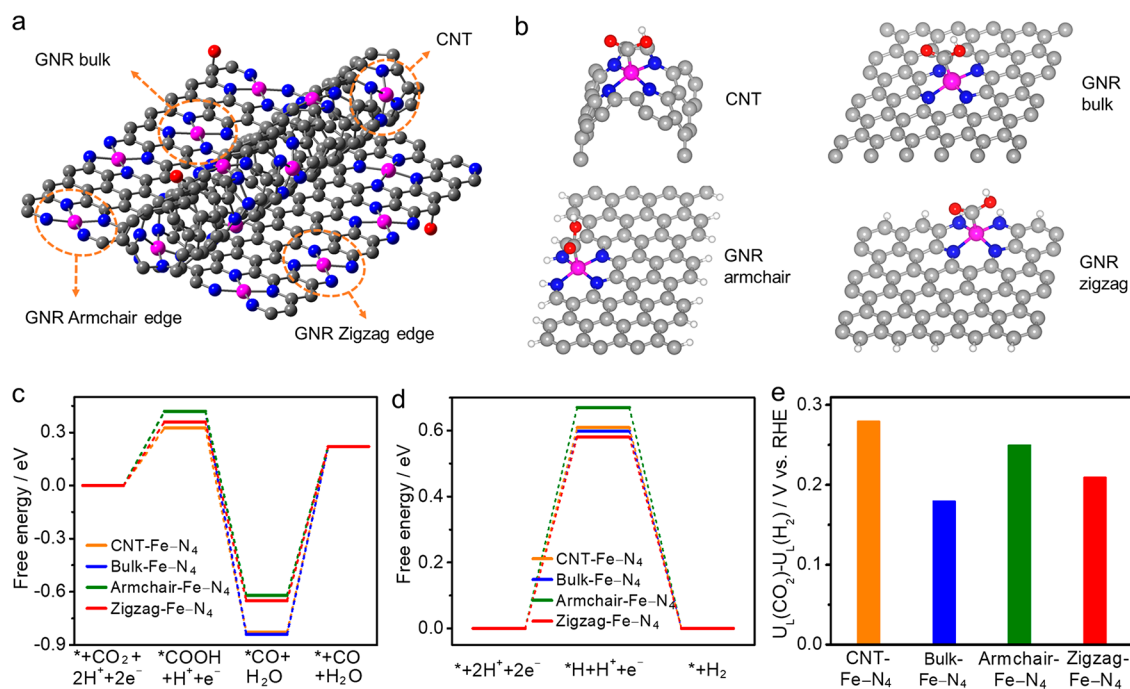 a
GNR bulk
CNT
GNR Armchair edge
GNR Zigzag edge
b
CNT
GNR
bulk
GNR
armchair
GNR
zigzag
c
Free energy / eV
0.3
0.0
-0.3
-0.6
-0.9
CNT-Fe–N₄
Bulk-Fe–N₄
Armchair-Fe–N₄
Zigzag-Fe–N₄
*+CO₂+
2H⁺+2e⁻
*COOH
+H⁺+e⁻
*CO+
H₂O
*+CO
+H₂O
d
Free energy / eV
0.6
0.4
0.2
0.0
CNT-Fe–N₄
Bulk-Fe–N₄
Armchair-Fe–N₄
Zigzag-Fe–N₄
*+2H⁺+2e⁻
*H+H⁺+e⁻
*+H₂
e
U_L(CO₂)-U_L(H₂) / V vs. RHE
0.3
0.2
0.1
0.0
CNT-
Fe–N₄
Bulk-
Fe–N₄
Armchair-
Fe–N₄
Zigzag-
Fe–N₄